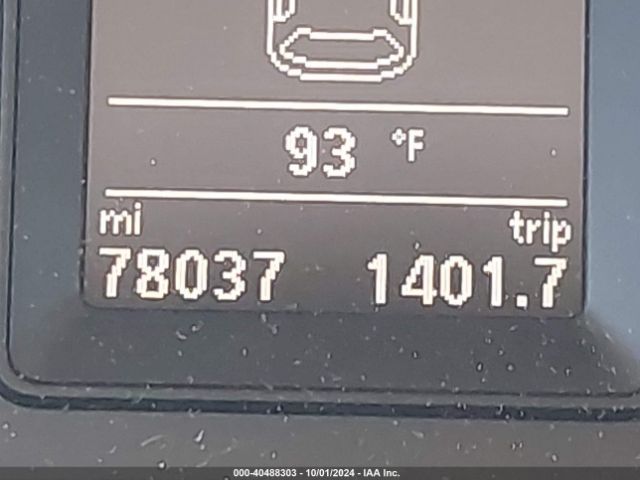 93 °F
mi trip
78037 1401.7
000-40488303 - 10/01/2024 - IAA Inc.